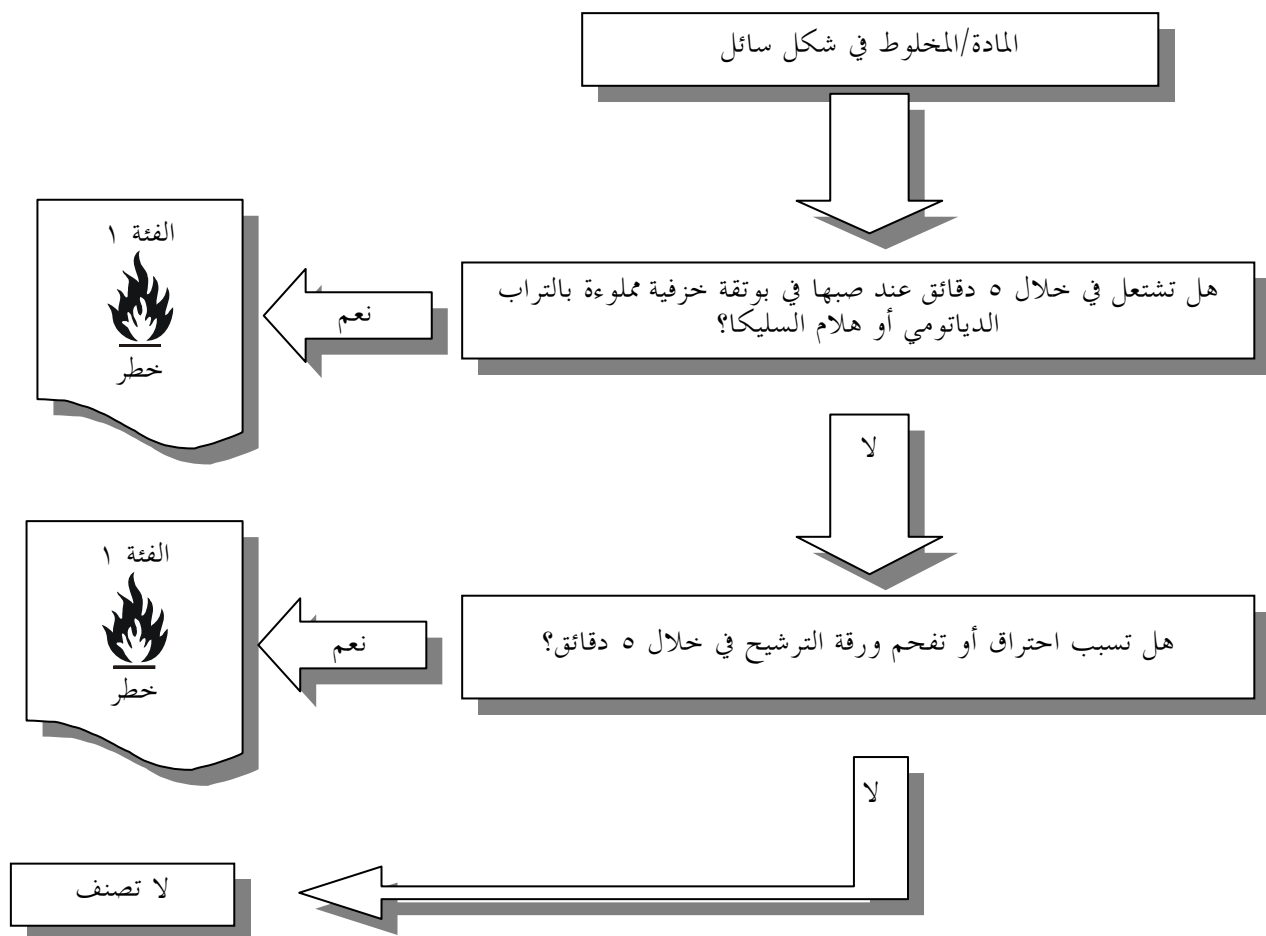 المادة/المخلوط في شكل سائل
هل تشتعل في خلال ٥ دقائق عند صبها في بوتقة خزفية مملوءة بالتراب
الدياتومي أو هلام السليكا؟
نعم
الفئة ١
خطر
لا
هل تسبب احتراق أو تفحم ورقة الترشيح في خلال ٥ دقائق؟
نعم
الفئة ١
خطر
لا
لا تصنف